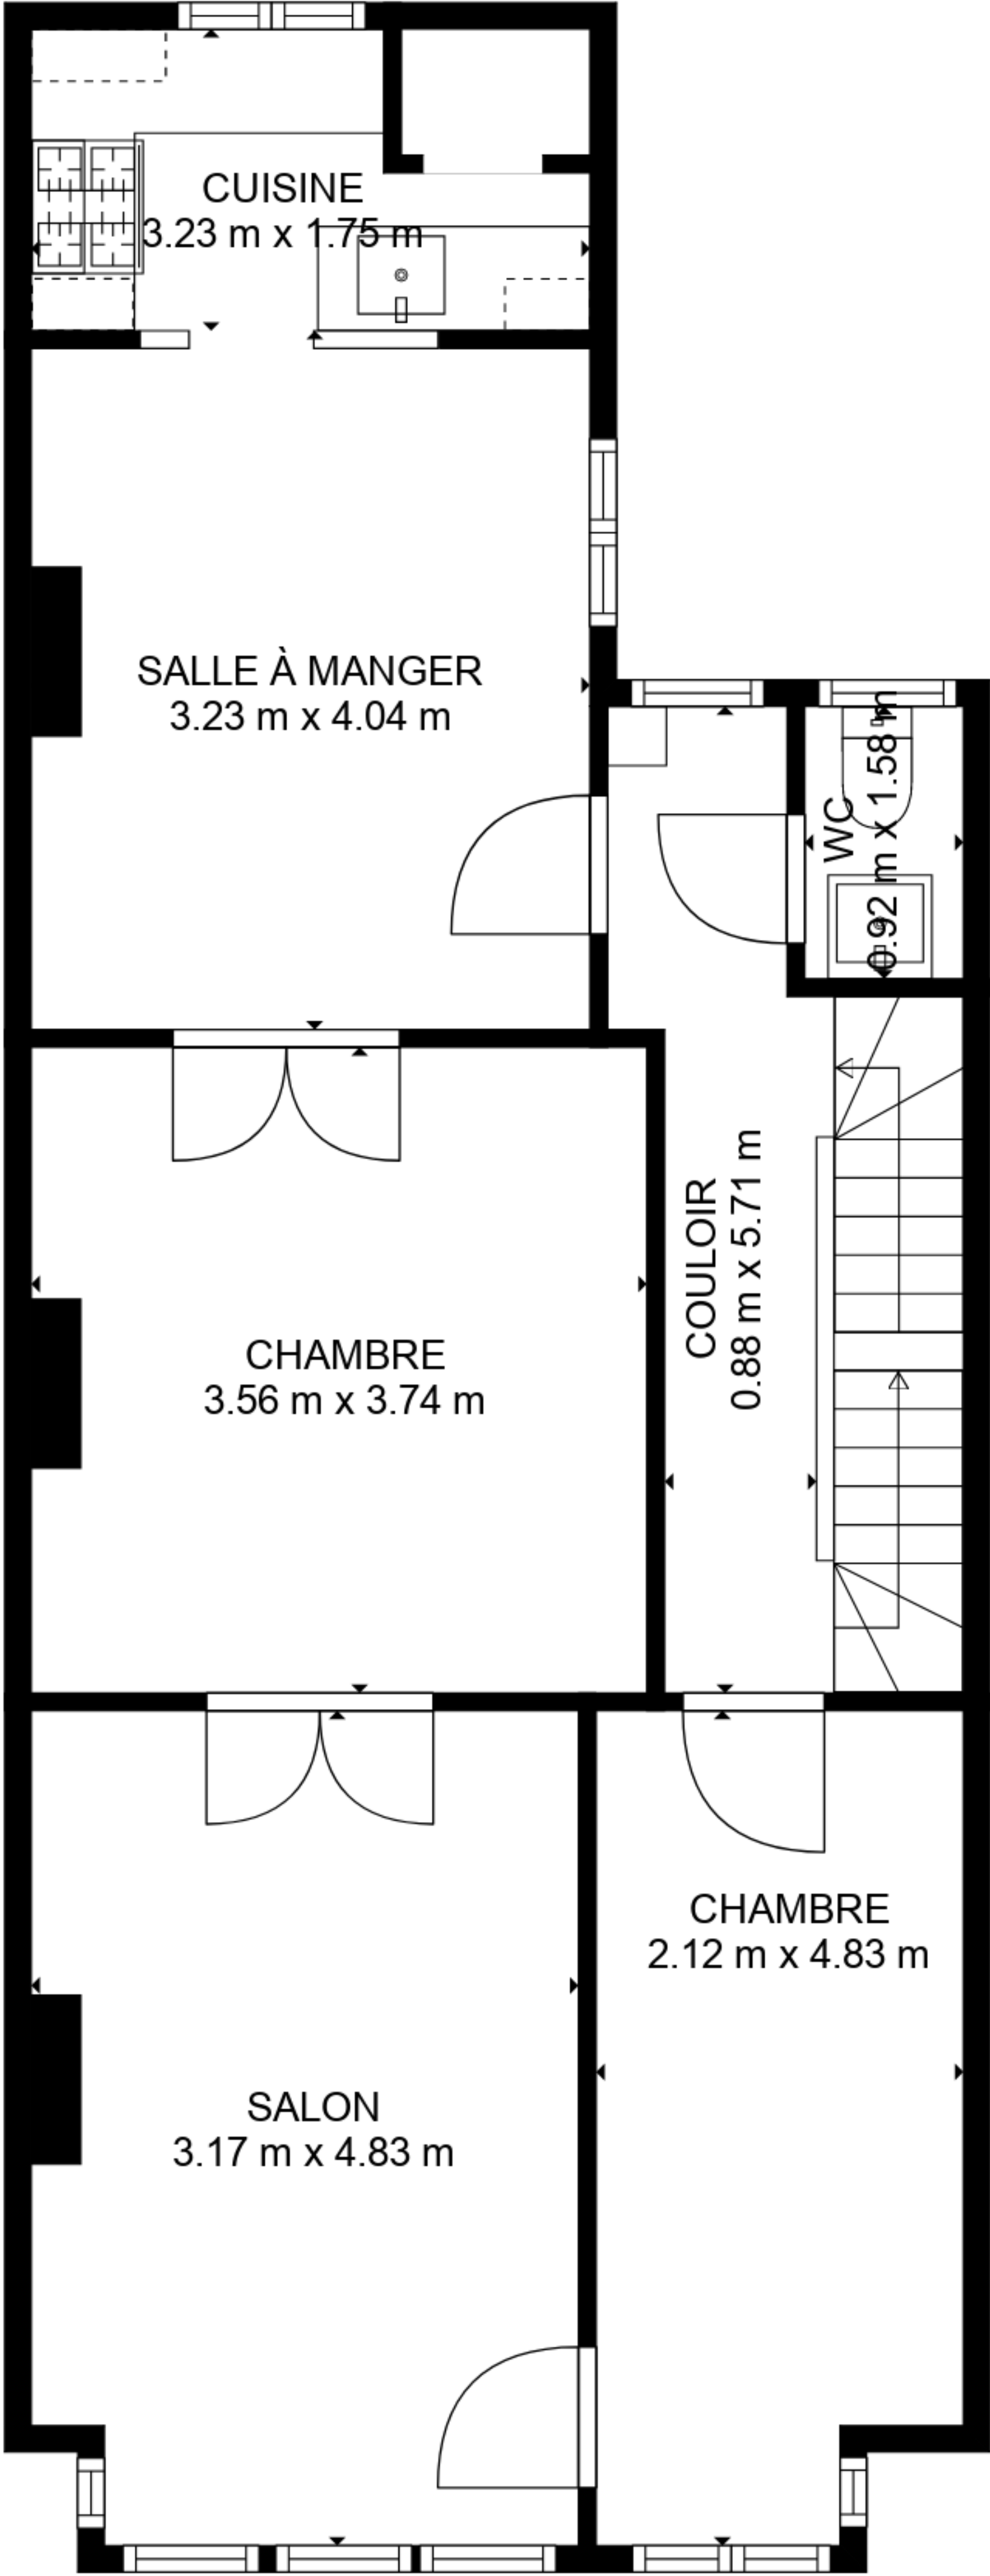 CUISINE
3.23 m x 1.75 m
SALLE À MANGER
3.23 m x 4.04 m
WC
0.92 m x 1.58 m
COULOIR
0.88 m x 5.71 m
CHAMBRE
3.56 m x 3.74 m
CHAMBRE
2.12 m x 4.83 m
SALON
3.17 m x 4.83 m